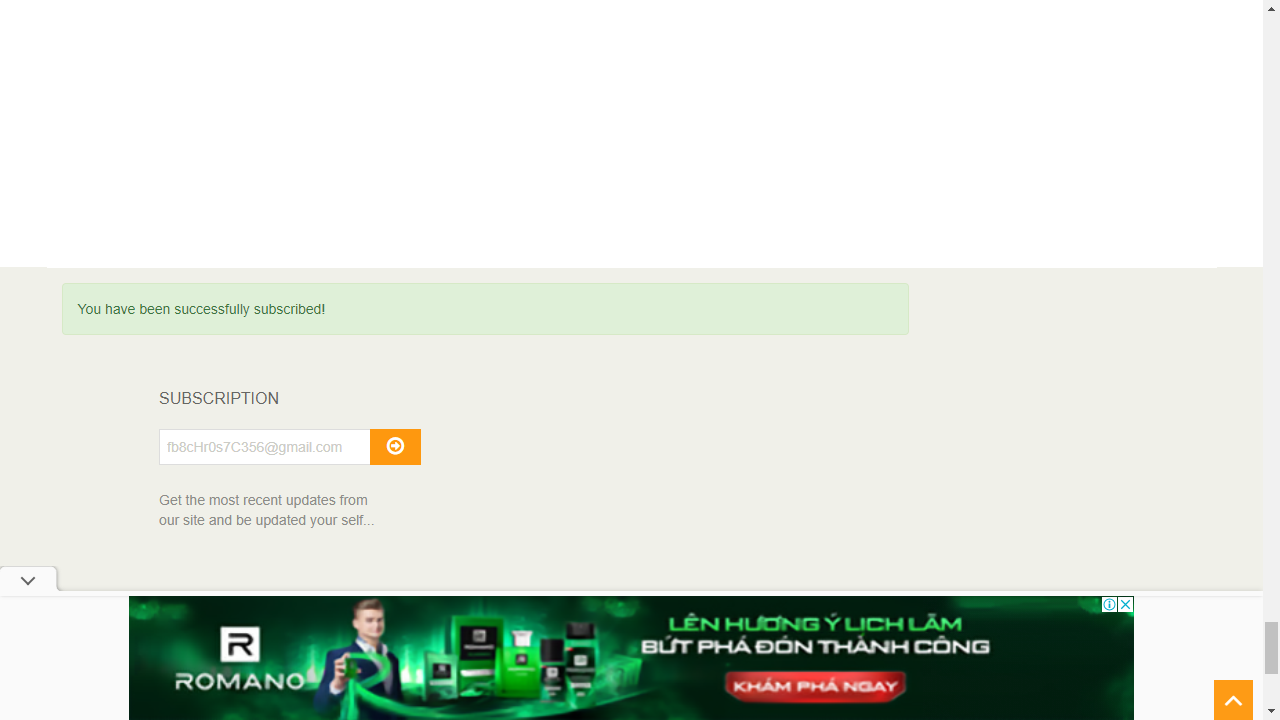 You have been successfully subscribed!
SUBSCRIPTION
fb8cHr0s7C356@gmail.com
Get the most recent updates from
our site and be updated your self...
LÊN HƯƠNG Ý LỊCH LÃM
BỨT PHÁ ĐÓN THÀNH CÔNG
R
ROMANO
KHÁM PHÁ NGAY